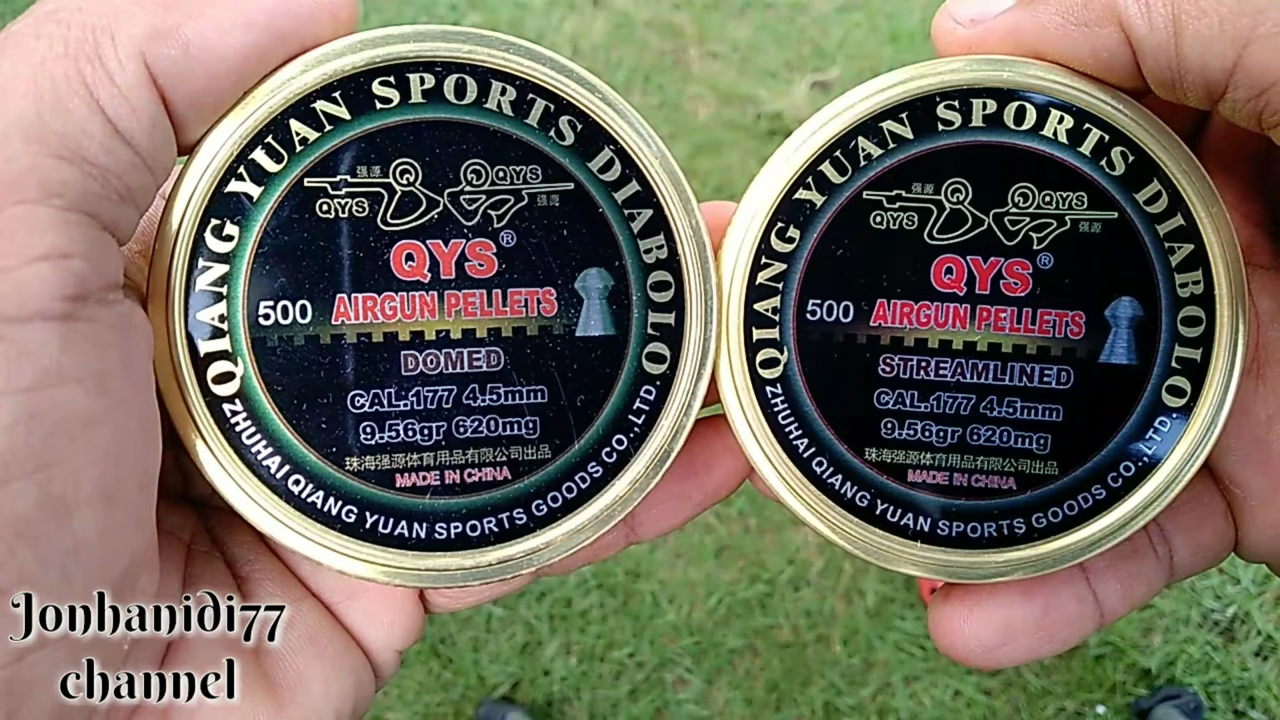 QIANG YUAN SPORTS DIABOLO
强源
QYS
QYS
强源
QYS®
500 AIRGUN PELLETS
DOMED
CAL.177 4.5mm
9.56gr 620mg
珠海强源体育用品有限公司出品
MADE IN CHINA
ZHUHAI QIANG YUAN SPORTS GOODS CO.,LTD.
QIANG YUAN SPORTS DIABOLO
强源
QYS
QYS
强源
QYS®
500 AIRGUN PELLETS
STREAMLINED
CAL.177 4.5mm
9.56gr 620mg
珠海强源体育用品有限公司出品
MADE IN CHINA
ZHUHAI QIANG YUAN SPORTS GOODS CO.,LTD.
Jonhanidi77
channel